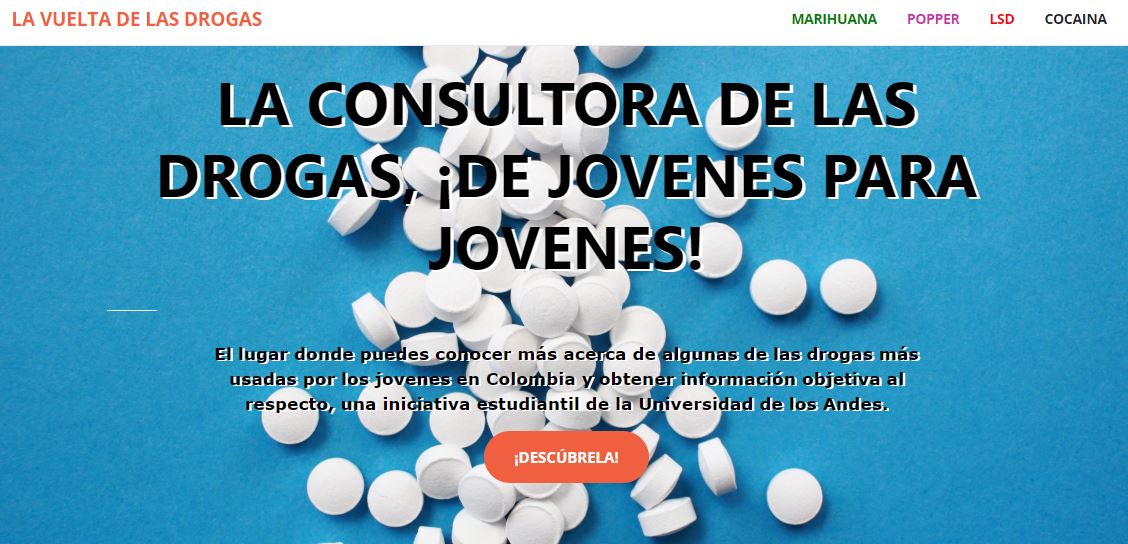 LA VUELTA DE LAS DROGAS
MARIHUANA POPPER LSD COCAINA
LA CONSULTORA DE LAS
DROGAS, ¡DE JOVENES PARA
JOVENES!
El lugar donde puedes conocer más acerca de algunas de las drogas más
usadas por los jovenes en Colombia y obtener información objetiva al
respecto, una iniciativa estudiantil de la Universidad de los Andes.
¡DESCÚBRELA!